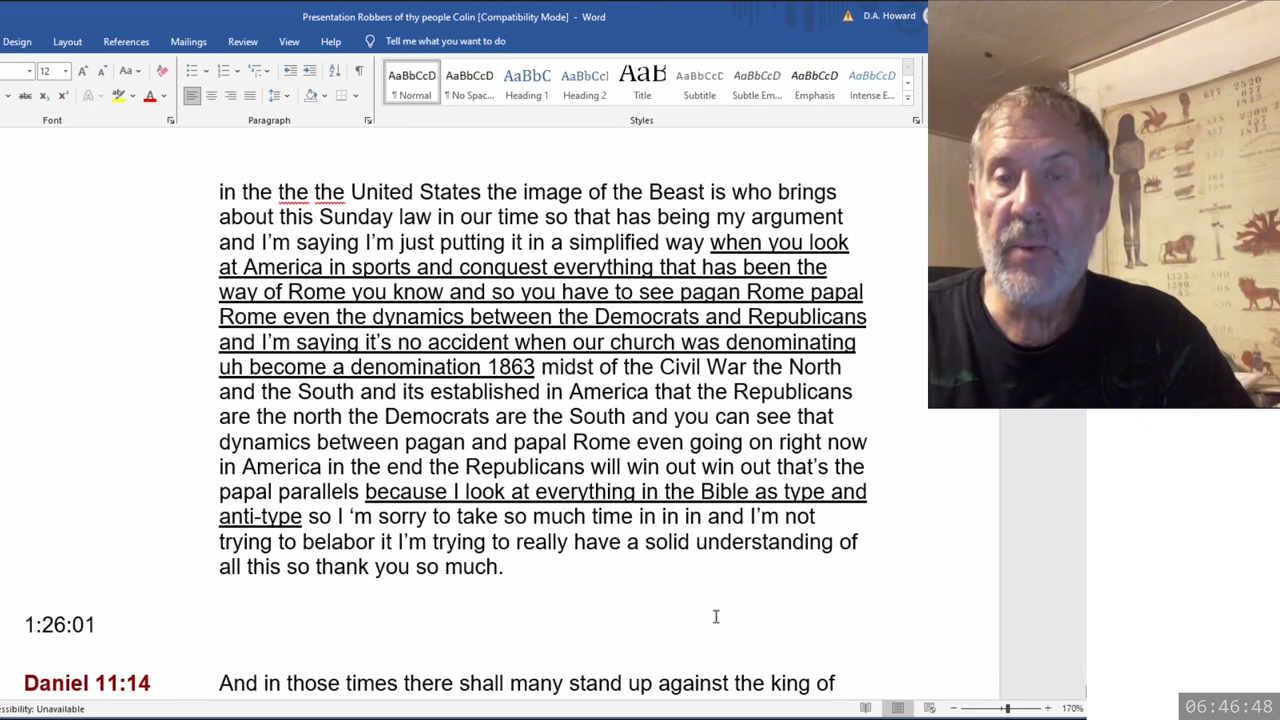 Presentation Robbers of thy people Colin [Compatibility Mode] - Word
D.A. Howard
Design Layout References Mailings Review View Help Tell me what you want to do
12
Aa
AaBbCcD AaBbCcD AaBbC AaBbCcL AaB AaBbCcD AaBbCcD AaBbCcD AaBbCcD
¶ Normal ¶ No Spac... Heading 1 Heading 2 Title Subtitle Subtle Em... Emphasis Intense E...
Font Paragraph Styles
in the the the United States the image of the Beast is who brings
about this Sunday law in our time so that has being my argument
and I’m saying I’m just putting it in a simplified way when you look
at America in sports and conquest everything that has been the
way of Rome you know and so you have to see pagan Rome papal
Rome even the dynamics between the Democrats and Republicans
and I’m saying it’s no accident when our church was denominating
uh become a denomination 1863 midst of the Civil War the North
and the South and its established in America that the Republicans
are the north the Democrats are the South and you can see that
dynamics between pagan and papal Rome even going on right now
in America in the end the Republicans will win out win out that’s the
papal parallels because I look at everything in the Bible as type and
anti-type so I ‘m sorry to take so much time in in in and I’m not
trying to belabor it I’m trying to really have a solid understanding of
all this so thank you so much.
1:26:01
Daniel 11:14 And in those times there shall many stand up against the king of
ssibility: Unavailable
170%
06:46:48
677
2520
677
1843